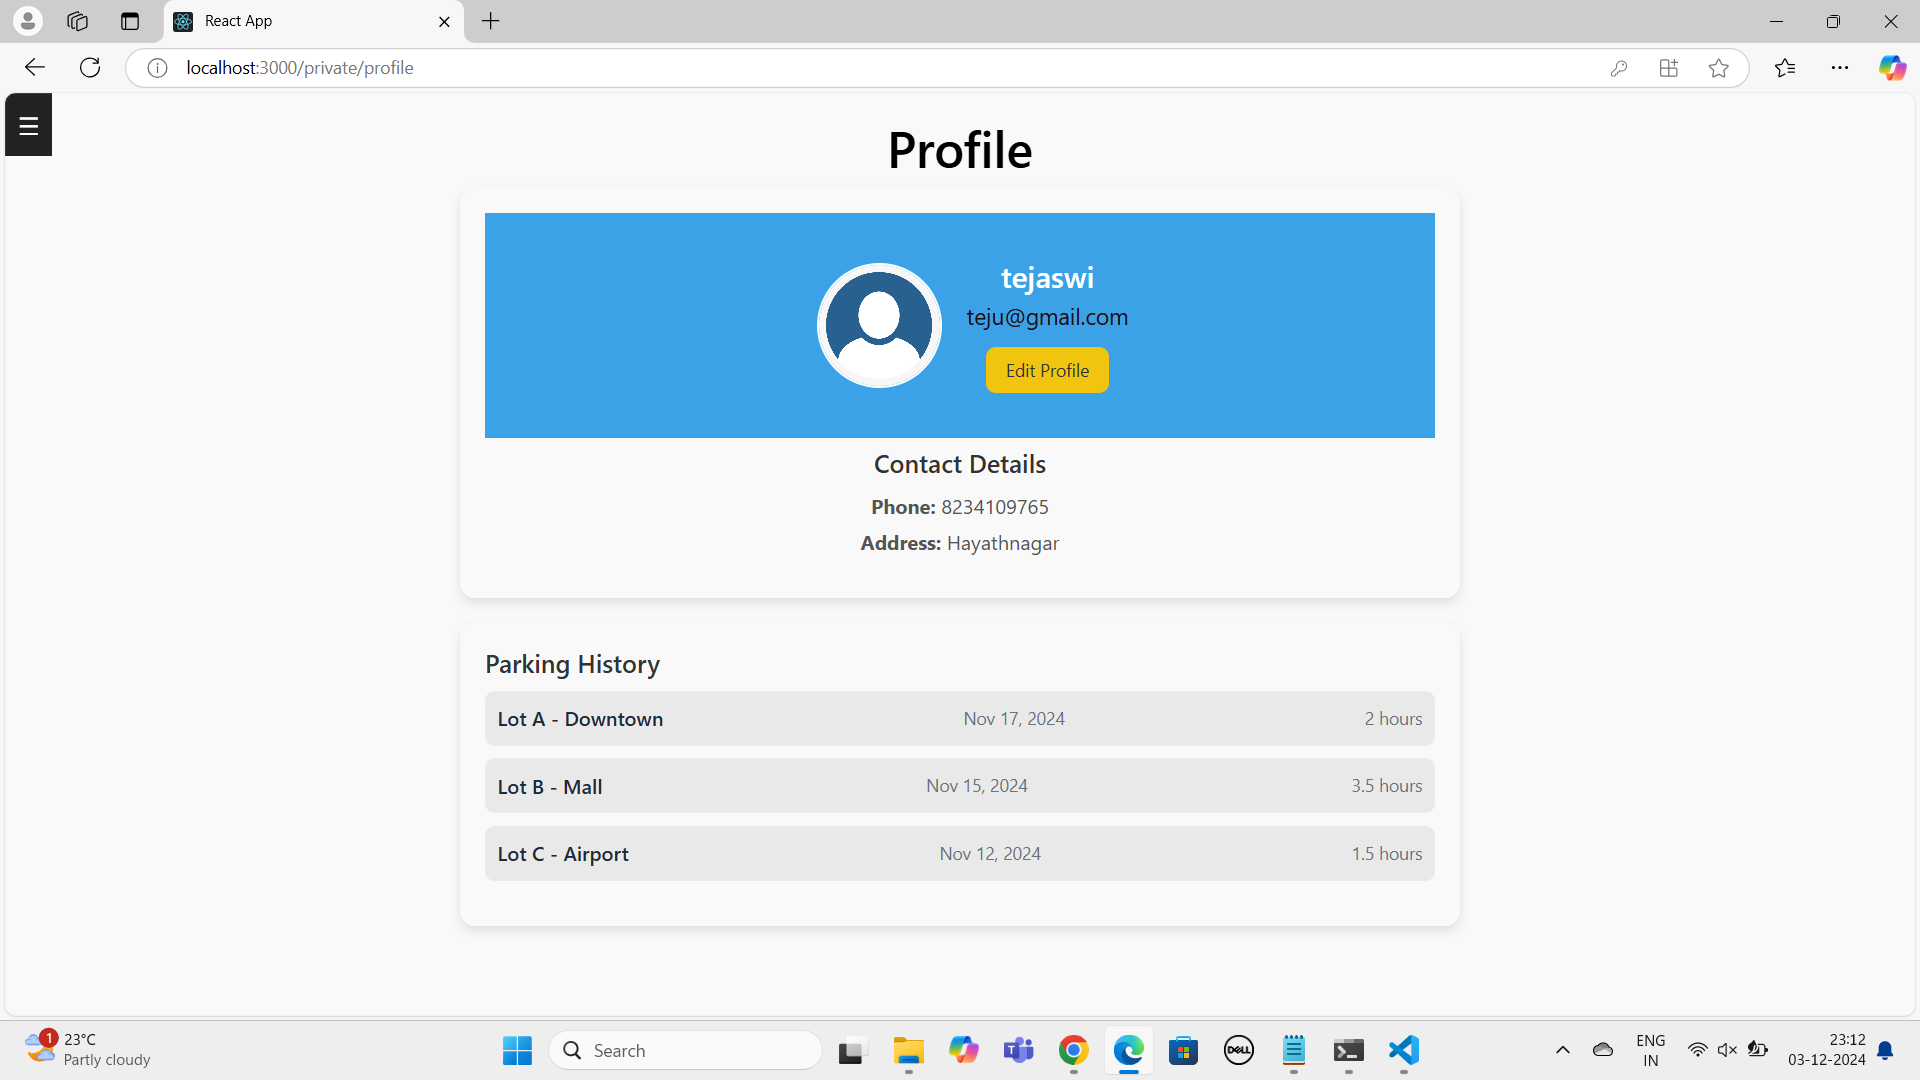 React App
localhost:3000/private/profile
Profile
tejaswi
teju@gmail.com
Edit Profile
Contact Details
Phone: 8234109765
Address: Hayathnagar
Parking History
Lot A - Downtown Nov 17, 2024 2 hours
Lot B - Mall Nov 15, 2024 3.5 hours
Lot C - Airport Nov 12, 2024 1.5 hours
1
23°C
Partly cloudy
Search
DELL
ENG
IN
23:12
03-12-2024